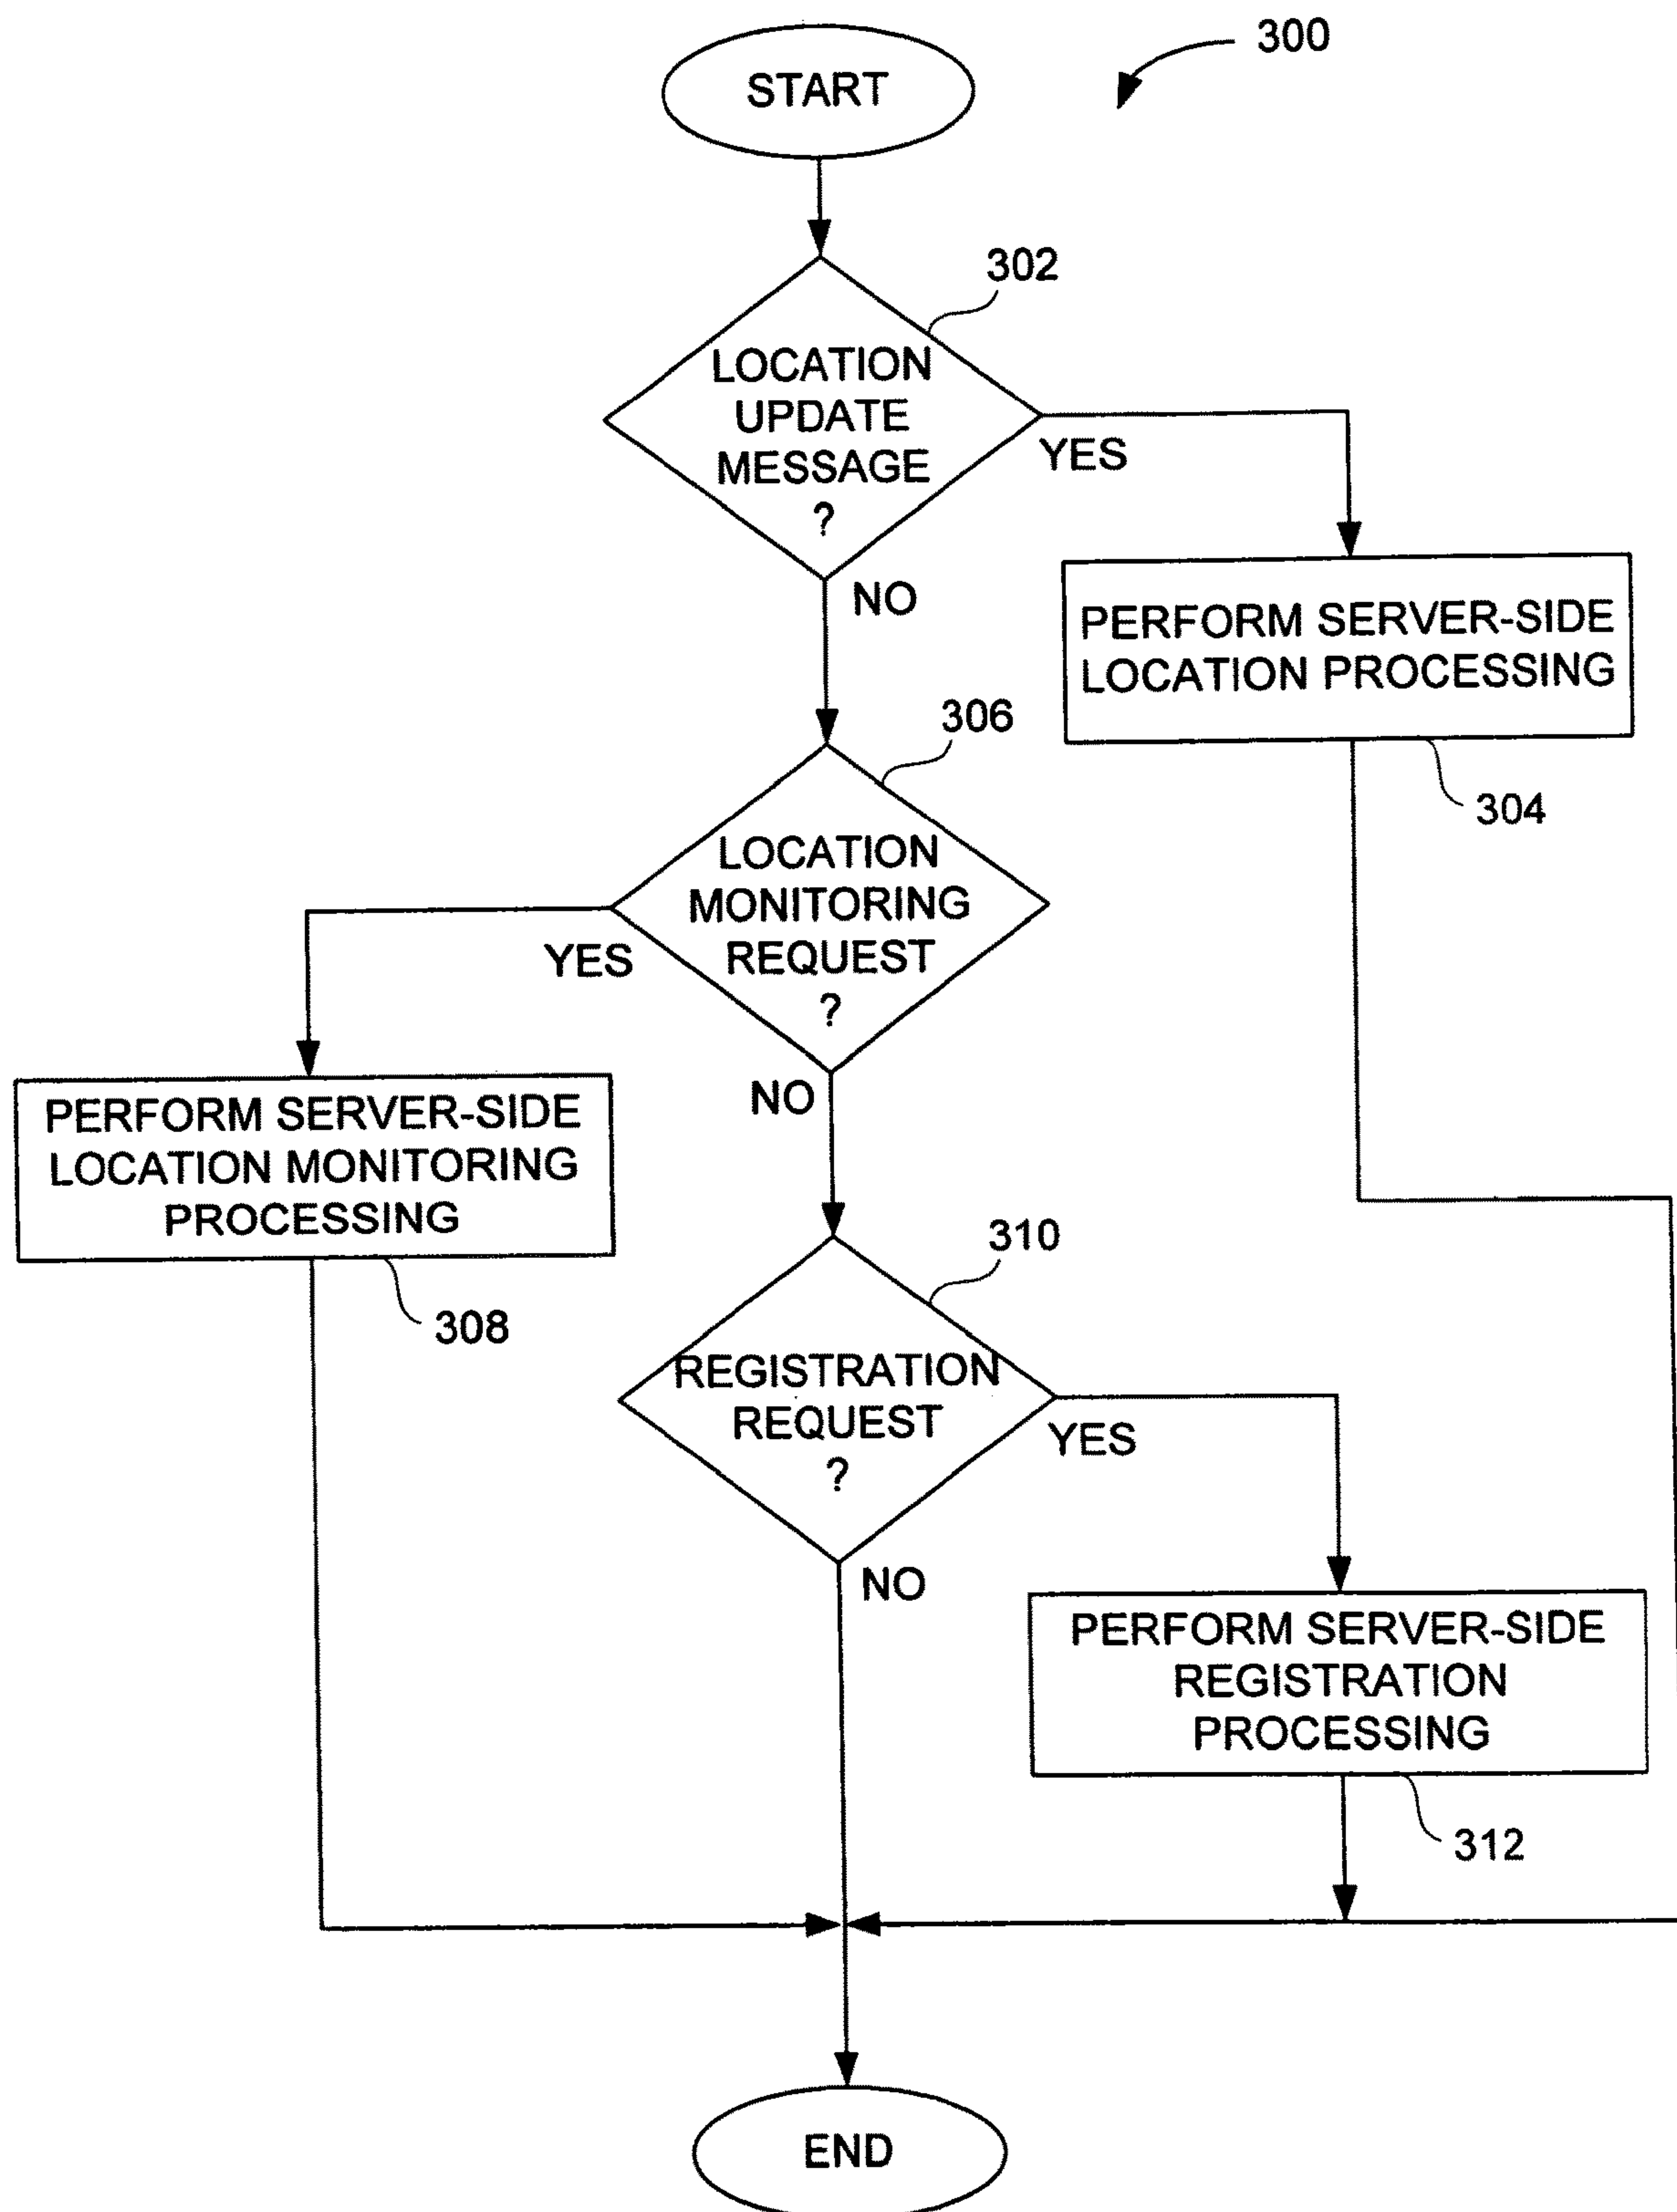 300
START
302
LOCATION
UPDATE
MESSAGE
?
YES
NO
PERFORM SERVER-SIDE
LOCATION PROCESSING
304
306
LOCATION
MONITORING
REQUEST
?
YES
NO
PERFORM SERVER-SIDE
LOCATION MONITORING
PROCESSING
308
310
REGISTRATION
REQUEST
?
YES
NO
PERFORM SERVER-SIDE
REGISTRATION
PROCESSING
312
END